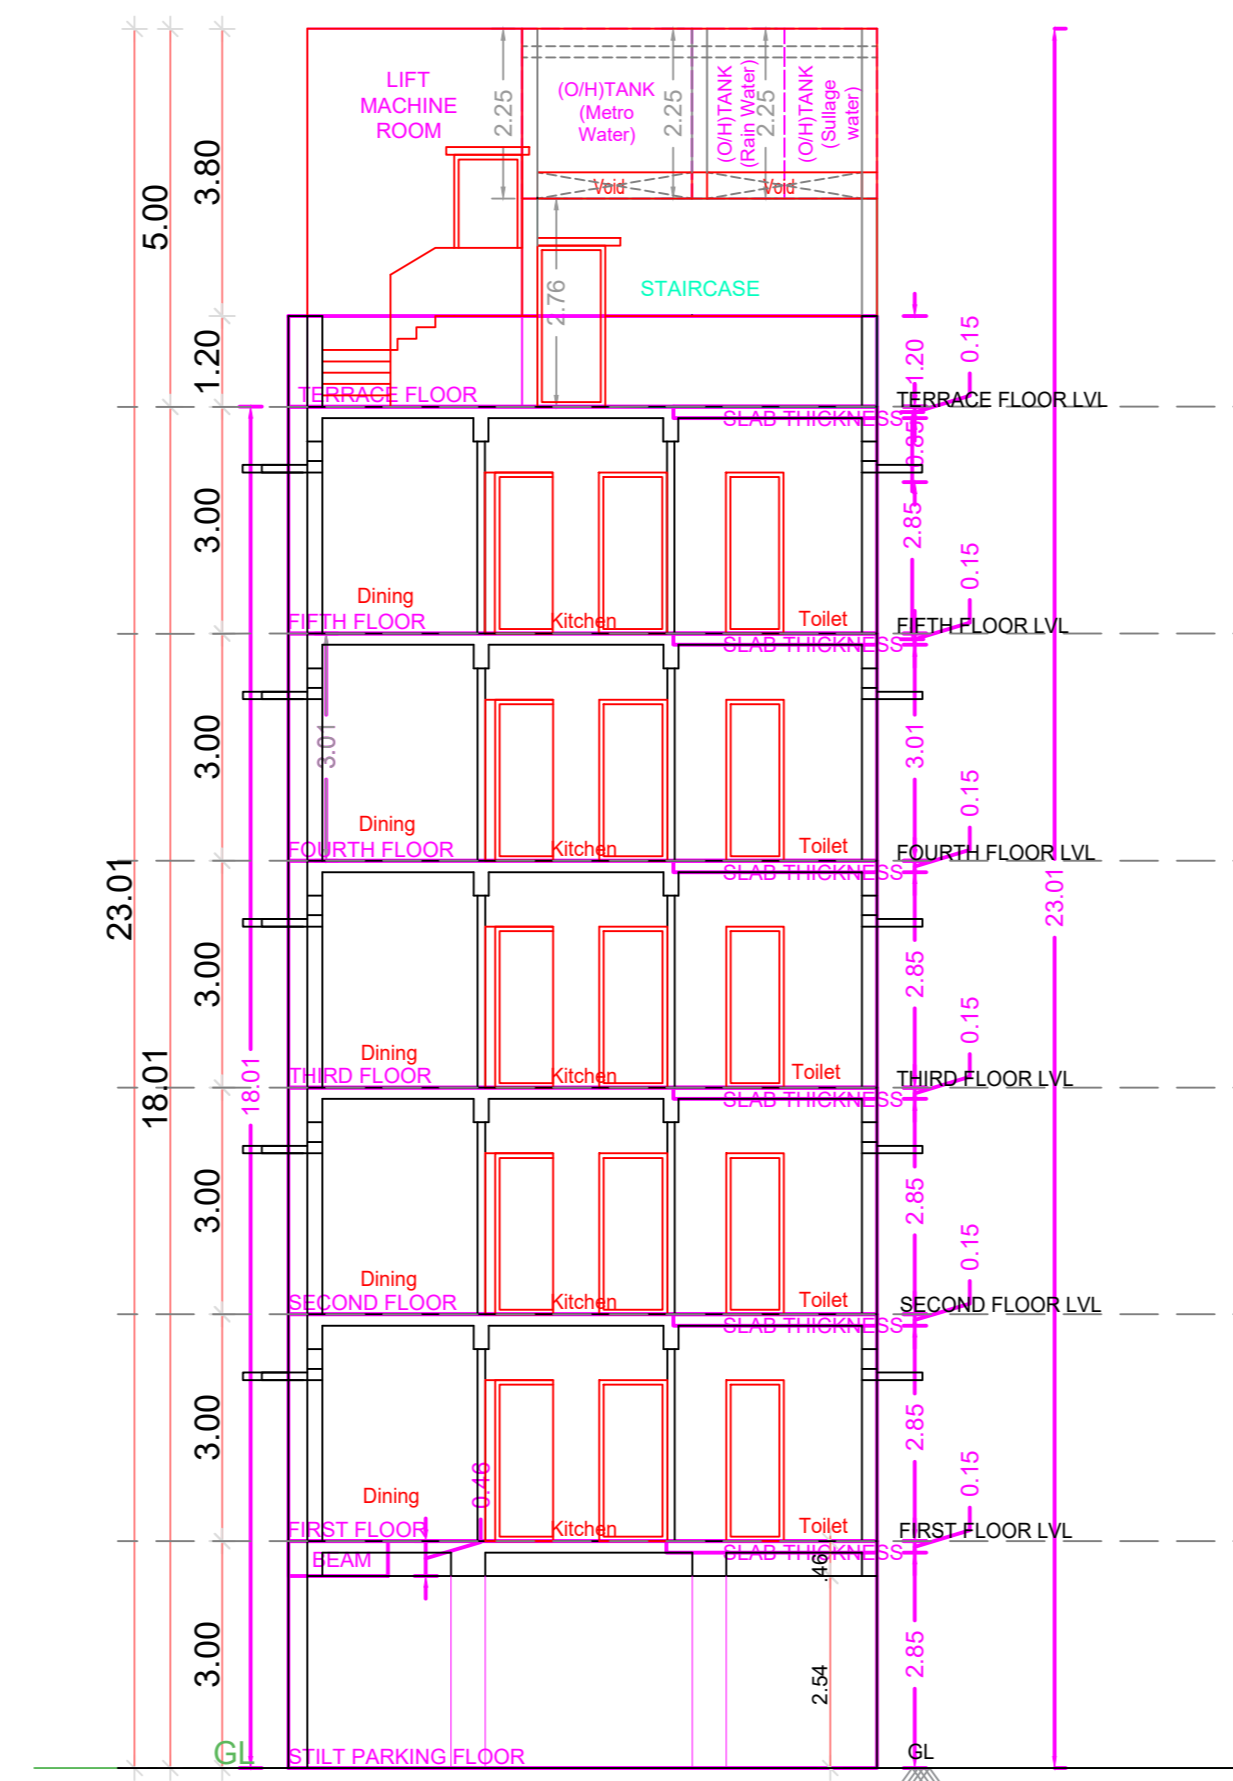 LIFT
MACHINE
ROOM
2.25
(O/H)TANK
(Metro
Water)
2.25
(O/H)TANK
(Rain Water)
2.25
(O/H)TANK
(Sullage
water)
Void
Void
3.80
5.00
2.76
STAIRCASE
1.20
1.20
0.15
TERRACE FLOOR
TERRACE FLOOR LVL
SLAB THICKNESS
0.85
3.00
2.85
0.15
Dining
Kitchen
Toilet
FIFTH FLOOR
FIFTH FLOOR LVL
SLAB THICKNESS
3.00
3.01
3.01
0.15
Dining
Kitchen
Toilet
FOURTH FLOOR
FOURTH FLOOR LVL
SLAB THICKNESS
23.01
23.01
3.00
2.85
0.15
Dining
Kitchen
Toilet
THIRD FLOOR
THIRD FLOOR LVL
SLAB THICKNESS
18.01
18.01
3.00
2.85
0.15
Dining
Kitchen
Toilet
SECOND FLOOR
SECOND FLOOR LVL
SLAB THICKNESS
3.00
2.85
0.15
Dining
0.46
Kitchen
Toilet
FIRST FLOOR
FIRST FLOOR LVL
SLAB THICKNESS
BEAM
.46
3.00
2.54
2.85
GL
STILT PARKING FLOOR
GL